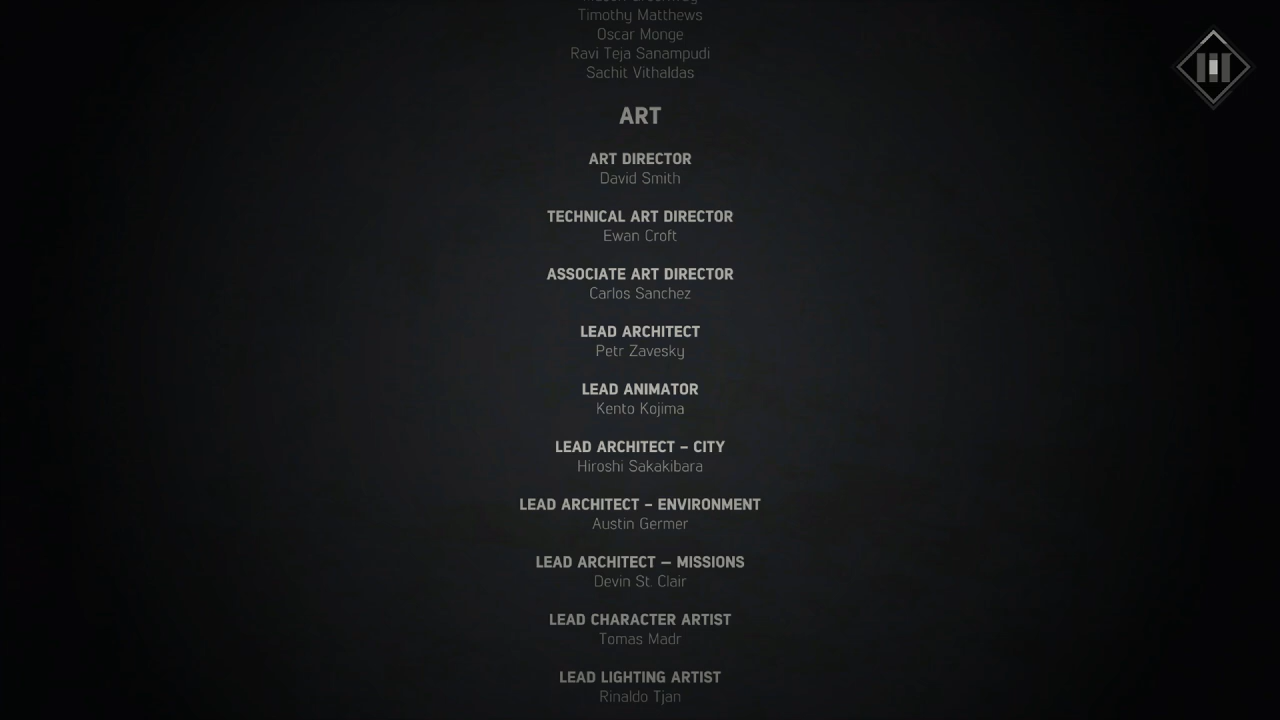 Timothy Matthews
Oscar Monge
Ravi Teja Sanampudi
Sachit Vithaldas
ART
ART DIRECTOR
David Smith
TECHNICAL ART DIRECTOR
Ewan Croft
ASSOCIATE ART DIRECTOR
Carlos Sanchez
LEAD ARCHITECT
Petr Zavesky
LEAD ANIMATOR
Kento Kojima
LEAD ARCHITECT – CITY
Hiroshi Sakakibara
LEAD ARCHITECT – ENVIRONMENT
Austin Germer
LEAD ARCHITECT — MISSIONS
Devin St. Clair
LEAD CHARACTER ARTIST
Tomas Madr
LEAD LIGHTING ARTIST
Rinaldo Tjan